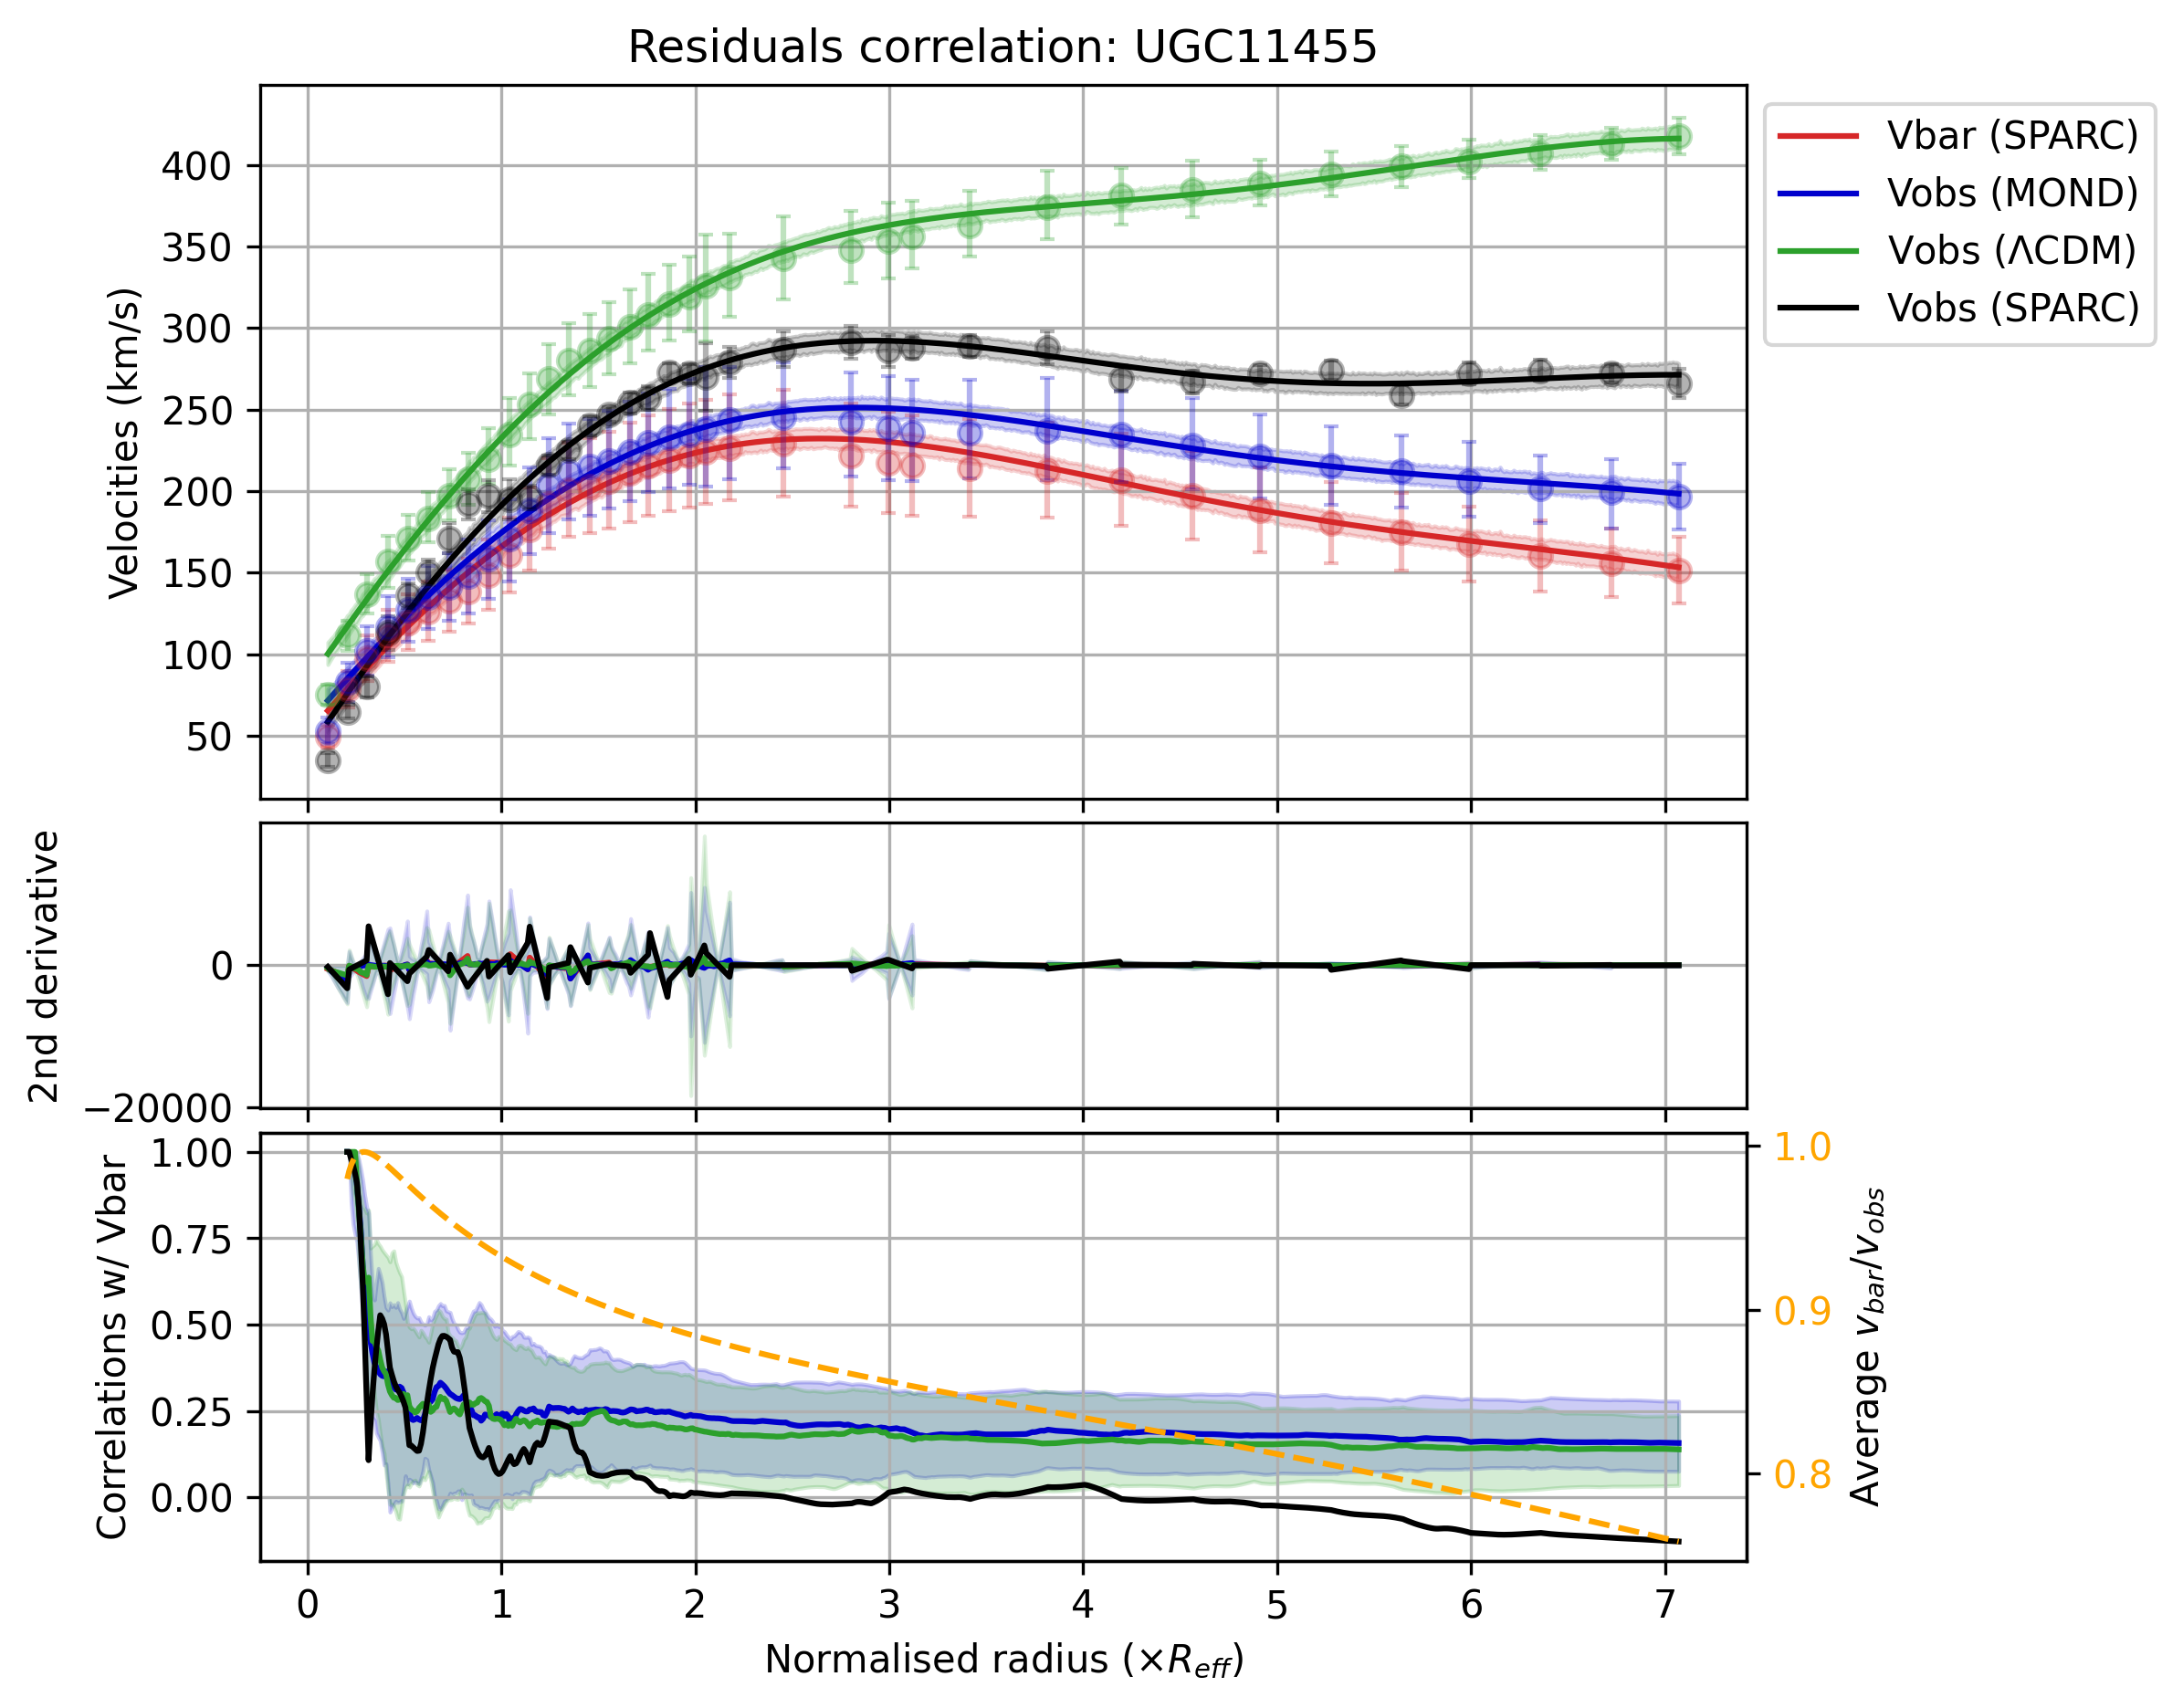 Residuals correlation: UGC11455
Velocities (km/s)
400
350
300
250
200
150
100
50
Vbar (SPARC)
Vobs (MOND)
Vobs (ΛCDM)
Vobs (SPARC)
2nd derivative
0
−20000
Correlations w/ Vbar
1.00
0.75
0.50
0.25
0.00
1.0
0.9
0.8
Average v_bar/v_obs
0 1 2 3 4 5 6 7
Normalised radius (×R_eff)